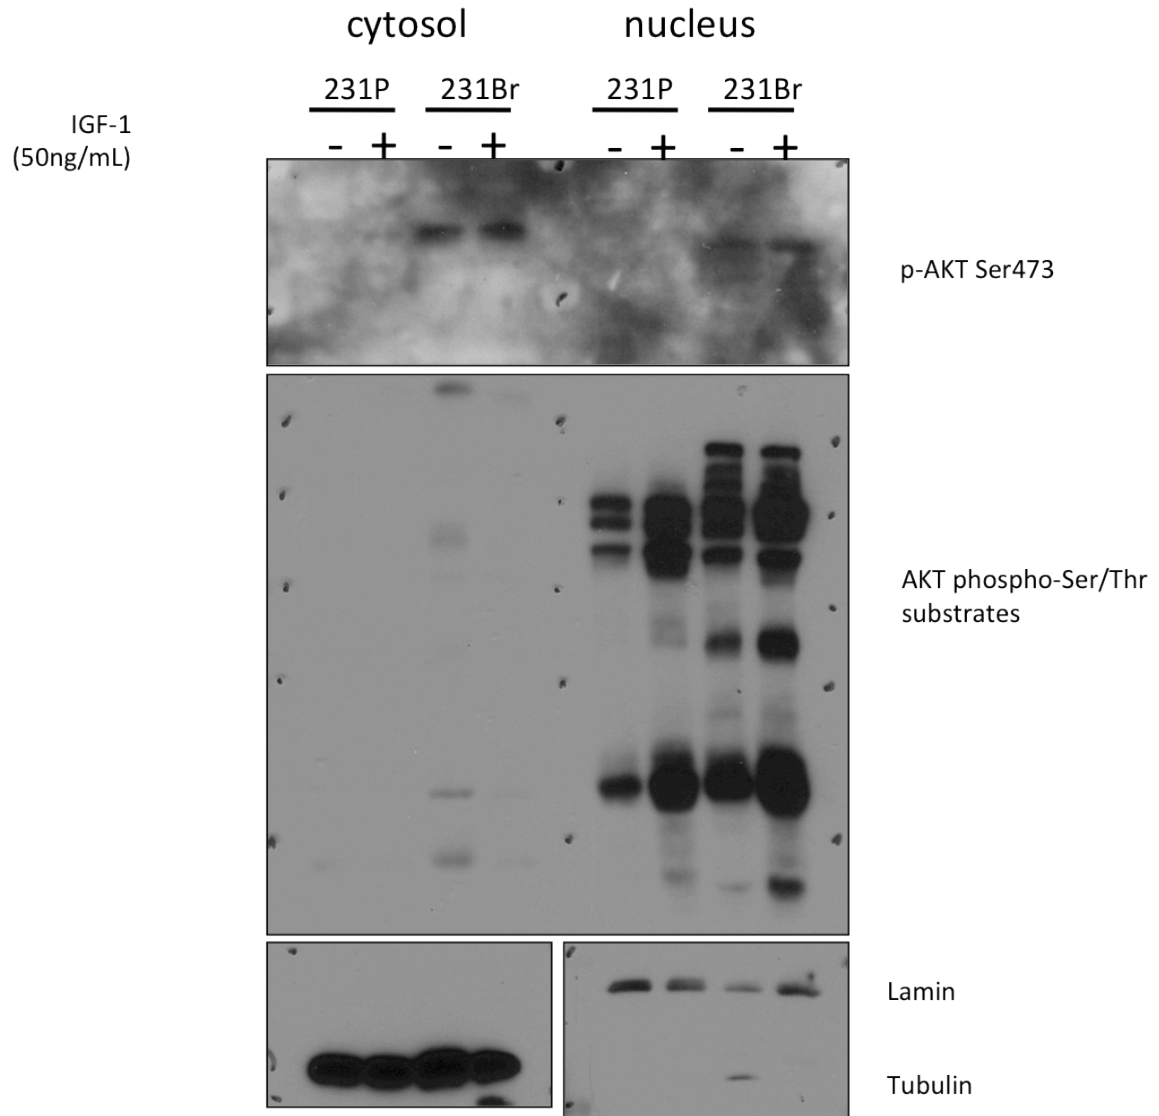 cytosol nucleus
231P 231Br 231P 231Br
IGF-1
(50ng/mL)
- + - + - + - +
p-AKT Ser473
AKT phospho-Ser/Thr
substrates
Lamin
Tubulin